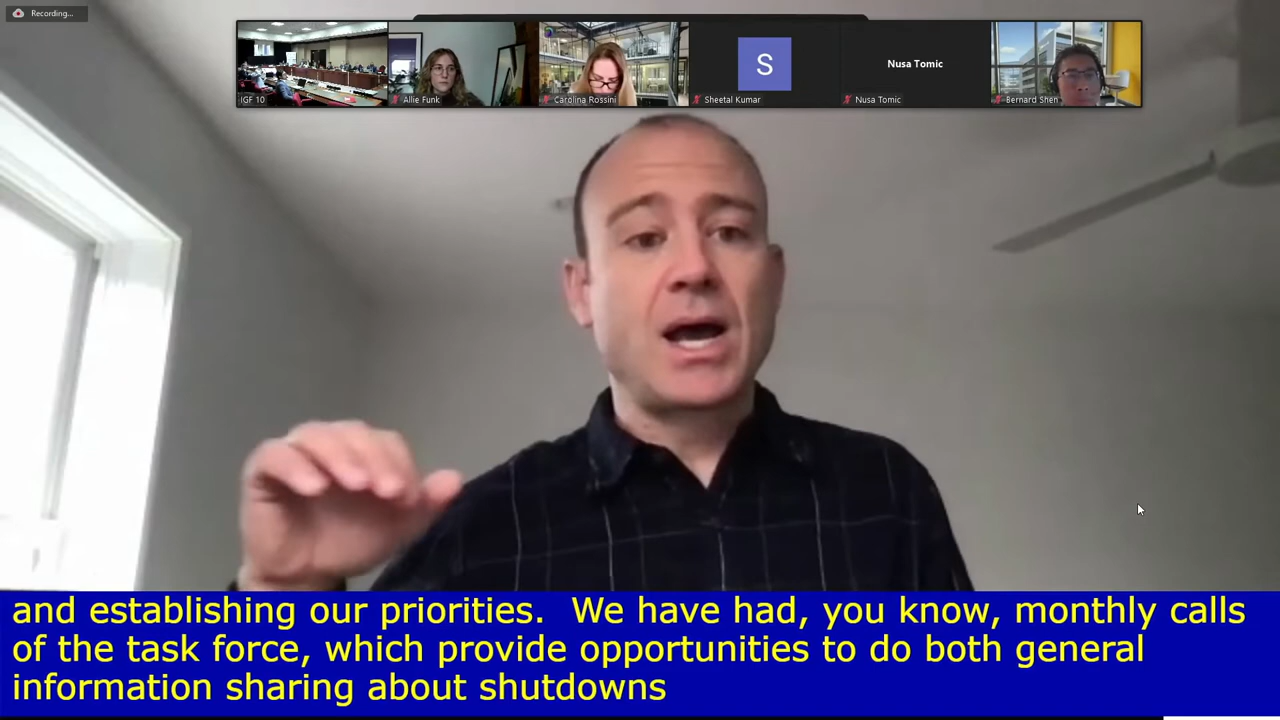 Recording...
IGF 10
Allie Funk
Carolina Rossini
S
Sheetal Kumar
Nusa Tomic
Nusa Tomic
Bernard Shen
and establishing our priorities.  We have had, you know, monthly calls
of the task force, which provide opportunities to do both general
information sharing about shutdowns